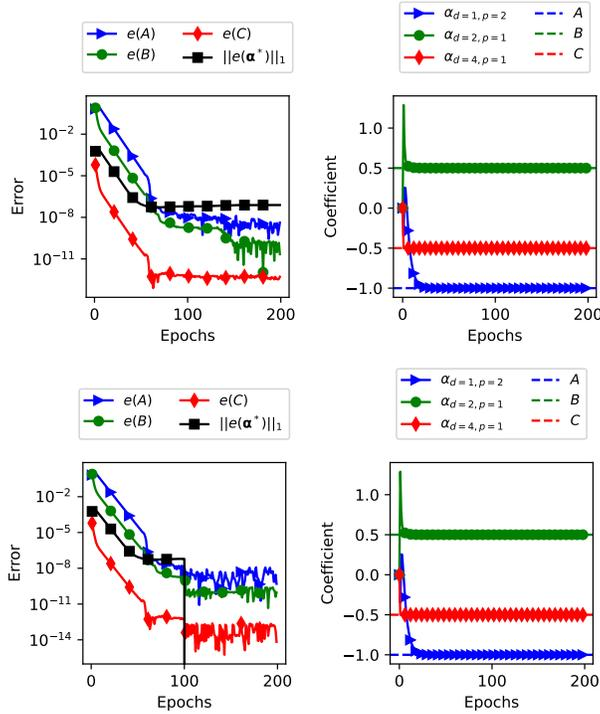 e(A) e(C)
e(B) ||e(α*)||₁
Error
10⁻²
10⁻⁵
10⁻⁸
10⁻¹¹
0 100 200
Epochs
α_{d=1, p=2} A
α_{d=2, p=1} B
α_{d=4, p=1} C
Coefficient
1.0
0.5
0.0
−0.5
−1.0
0 100 200
Epochs
e(A) e(C)
e(B) ||e(α*)||₁
Error
10⁻²
10⁻⁵
10⁻⁸
10⁻¹¹
10⁻¹⁴
0 100 200
Epochs
α_{d=1, p=2} A
α_{d=2, p=1} B
α_{d=4, p=1} C
Coefficient
1.0
0.5
0.0
−0.5
−1.0
0 100 200
Epochs